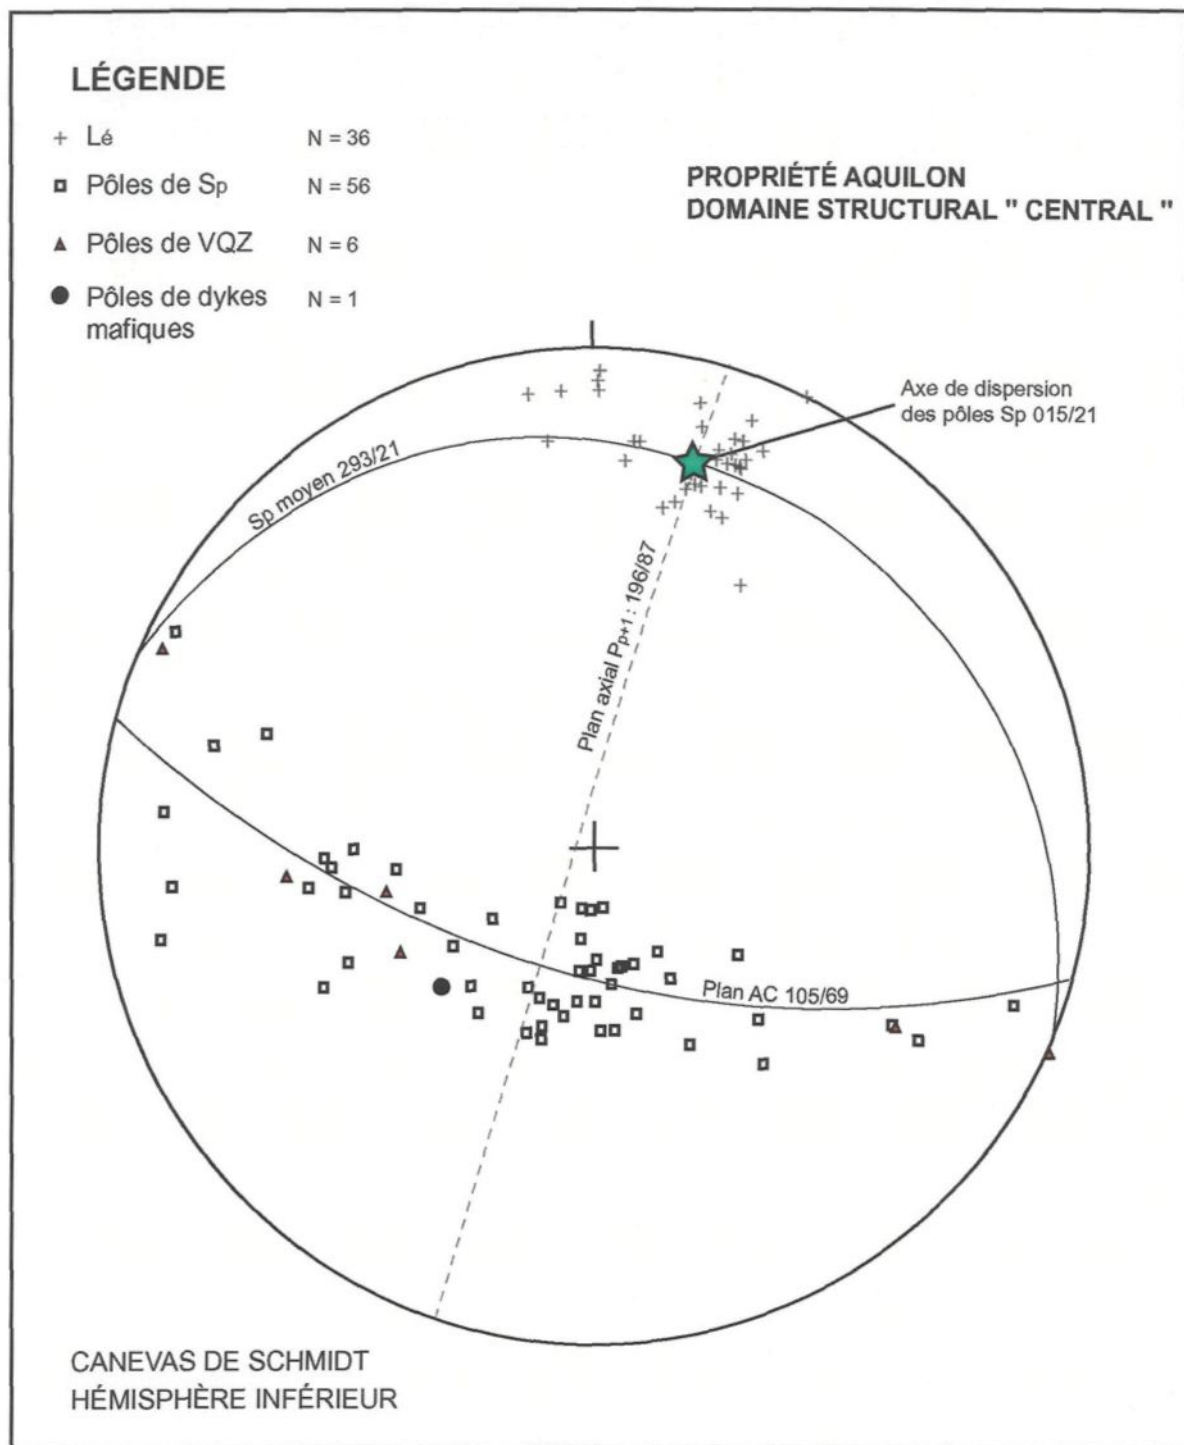 LÉGENDE
+ Lé N = 36
Pôles de Sp N = 56
Pôles de VQZ N = 6
Pôles de dykes N = 1
mafiques
PROPRIÉTÉ AQUILON
DOMAINE STRUCTURAL " CENTRAL "
Axe de dispersion
des pôles Sp 015/21
Sp moyen 293/21
Plan axial Pp+1 : 196/87
Plan AC 105/69
CANEVAS DE SCHMIDT
HÉMISPHÈRE INFÉRIEUR